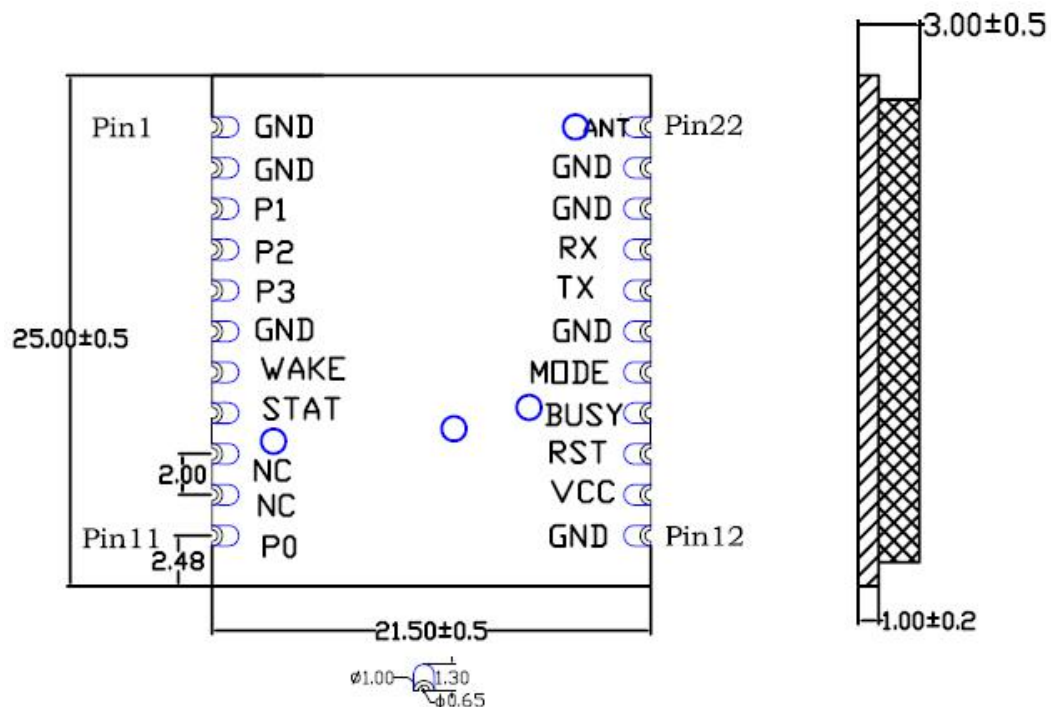 3.00±0.5
Pin1 GND ANT Pin22
GND GND
P1 GND
P2 RX
P3 TX
25.00±0.5 GND GND
WAKE MODE
STAT BUSY
2.00 NC RST
NC VCC
Pin11 P0 GND Pin12
2.48
21.50±0.5
1.00±0.2
ø1.00 1.30
ϕ0.65